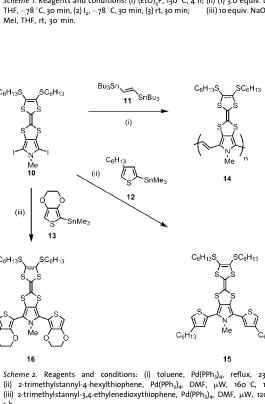 Scheme 1. Reagents and conditions: (i) (EtO)₃P, 130 °C, 4 h; (ii) (1) 3.0 equiv. L
THF, −78 °C, 30 min, (2) I₂, −78 °C, 30 min, (3) rt, 30 min; (iii) 10 equiv. NaO
MeI, THF, rt, 30 min.
C₆H₁₃S SC₆H₁₃
Bu₃Sn
SnBu₃
11
(i)
C₆H₁₃S SC₆H₁₃
S S
S S
I N I
Me
10
S S
S S
N
Me
n
14
(ii)
C₆H₁₃
S SnMe₃
12
(iii)
O O
S SnMe₃
13
C₆H₁₃S SC₆H₁₃
S S
S S
S N S
Me
O O
16
C₆H₁₃S SC₆H₁₃
S S
S S
S N S
Me
C₆H₁₃
15
Scheme 2. Reagents and conditions: (i) toluene, Pd(PPh₃)₄, reflux, 23
(ii) 2-trimethylstannyl-4-hexylthiophene, Pd(PPh₃)₄, DMF, μW, 160 °C, 1
(iii) 2-trimethylstannyl-3,4-ethylenedioxythiophene, Pd(PPh₃)₄, DMF, μW, 120